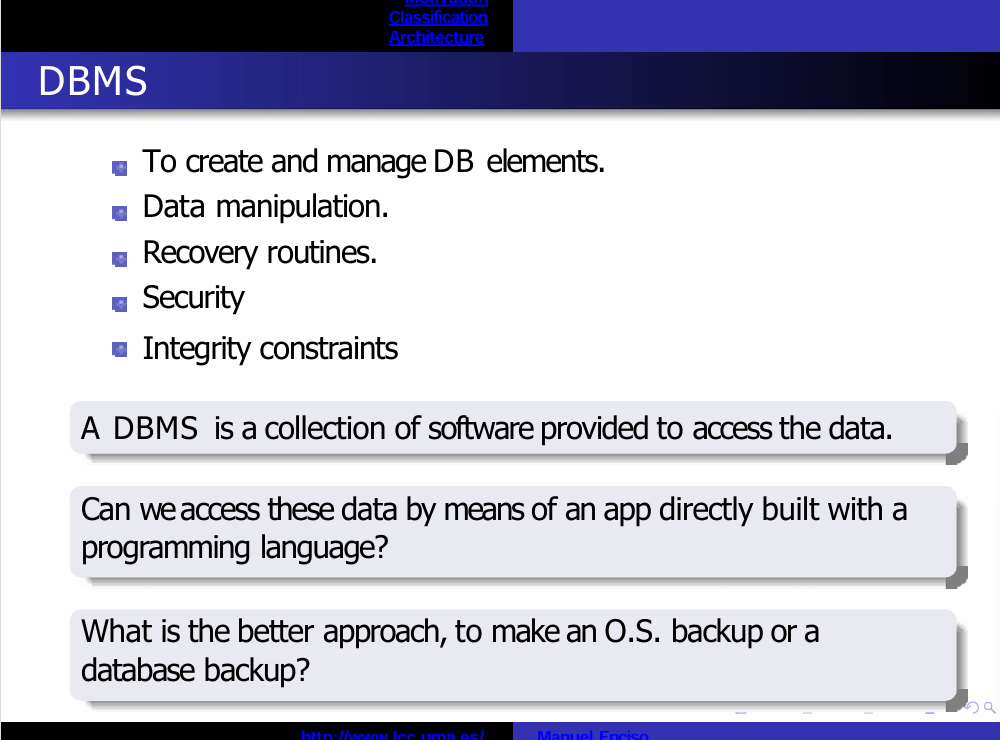 Motivation
Classification
Architecture
DBMS
To create and manage DB elements.
Data manipulation.
Recovery routines.
Security
Integrity constraints
A DBMS is a collection of software provided to access the data.
Can we access these data by means of an app directly built with a
programming language?
What is the better approach, to make an O.S. backup or a
database backup?
http://www.lcc.uma.es/ Manuel Enciso